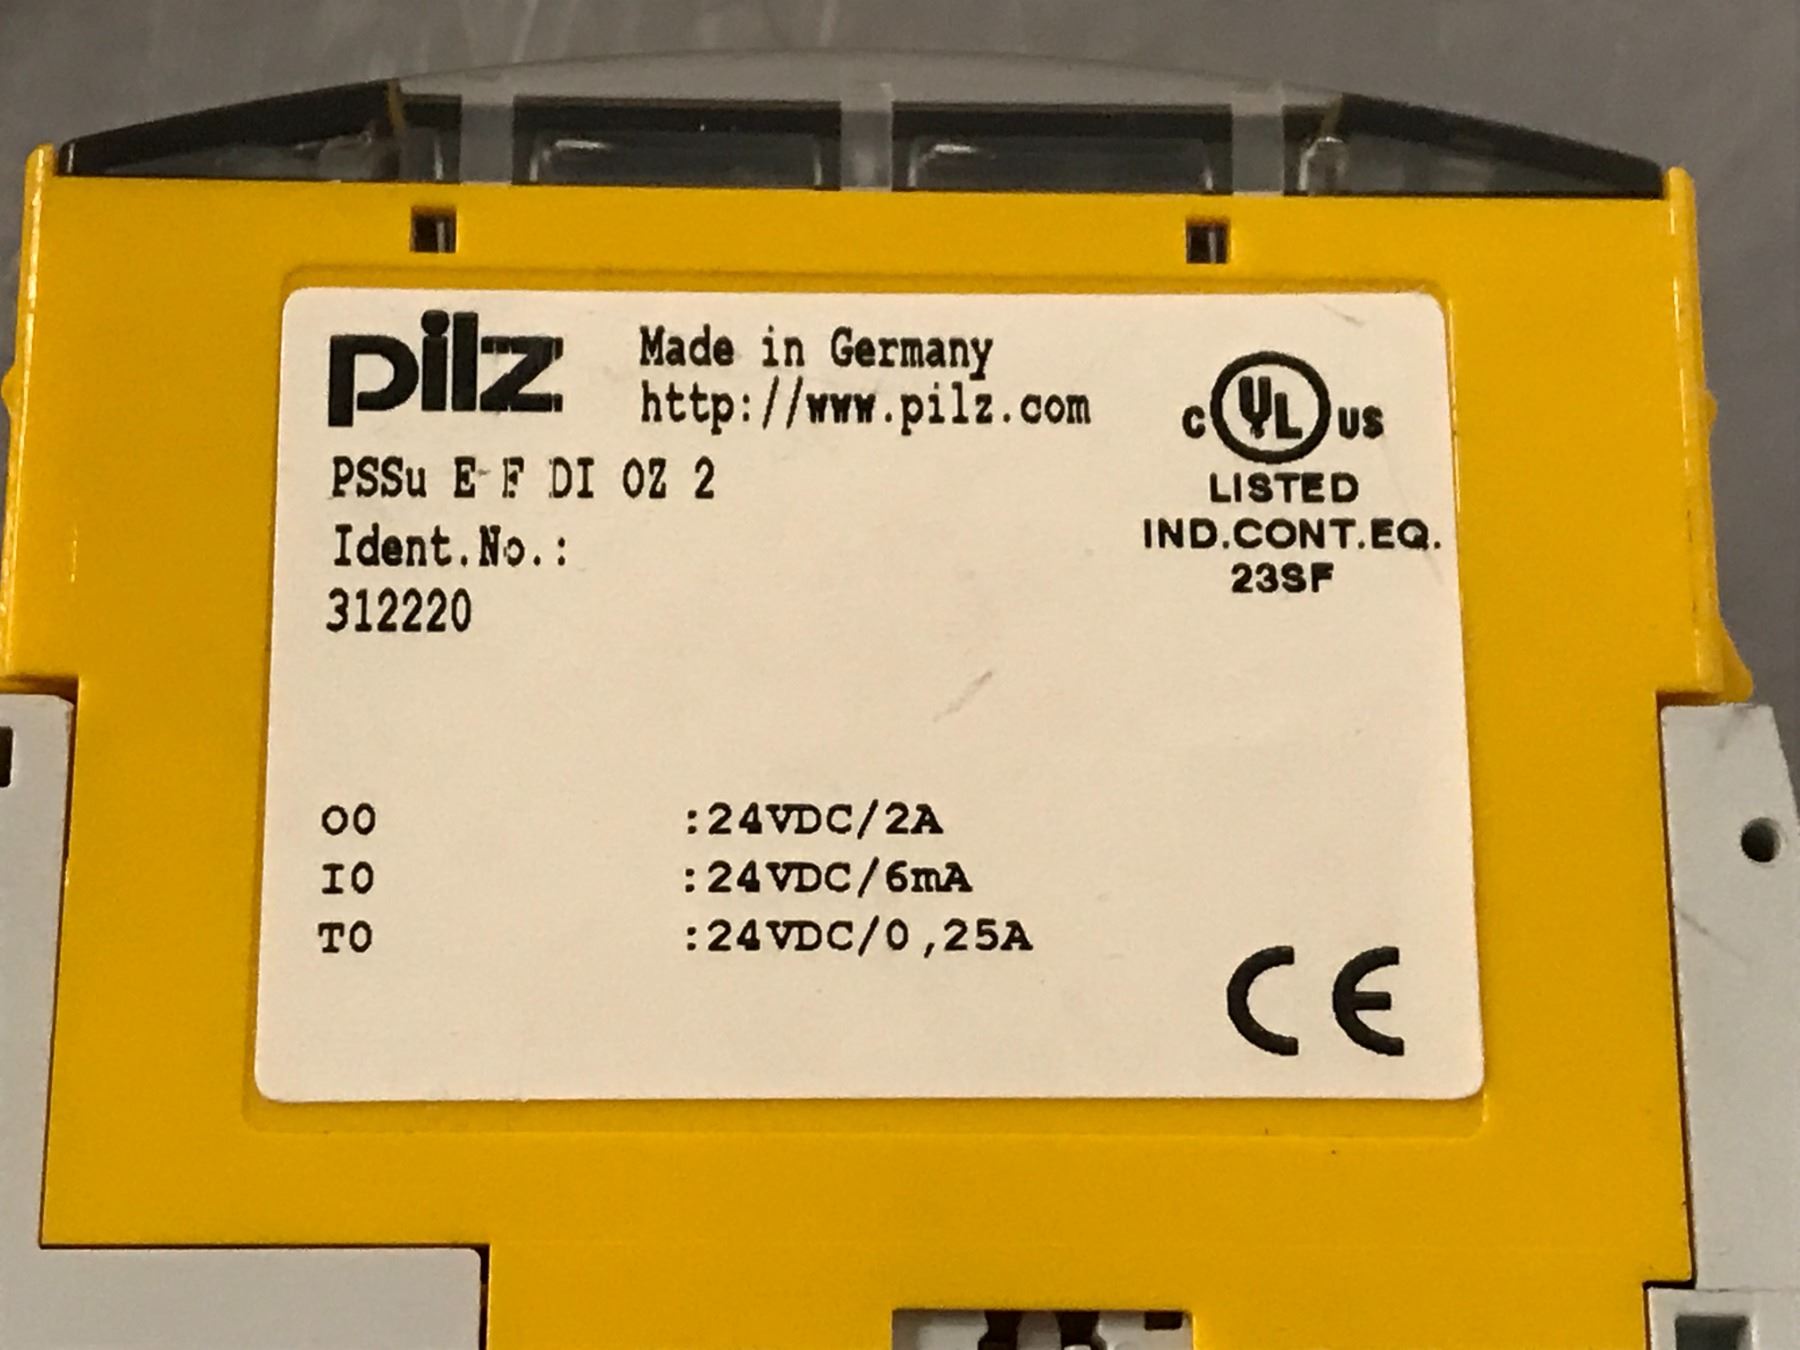 pilz
Made in Germany
http://www.pilz.com
PSSu E F DI OZ 2
Ident.No.:
312220
C UL US
LISTED
IND.CONT.EQ.
23SF
O0 :24VDC/2A
I0 :24VDC/6mA
T0 :24VDC/0,25A
CE